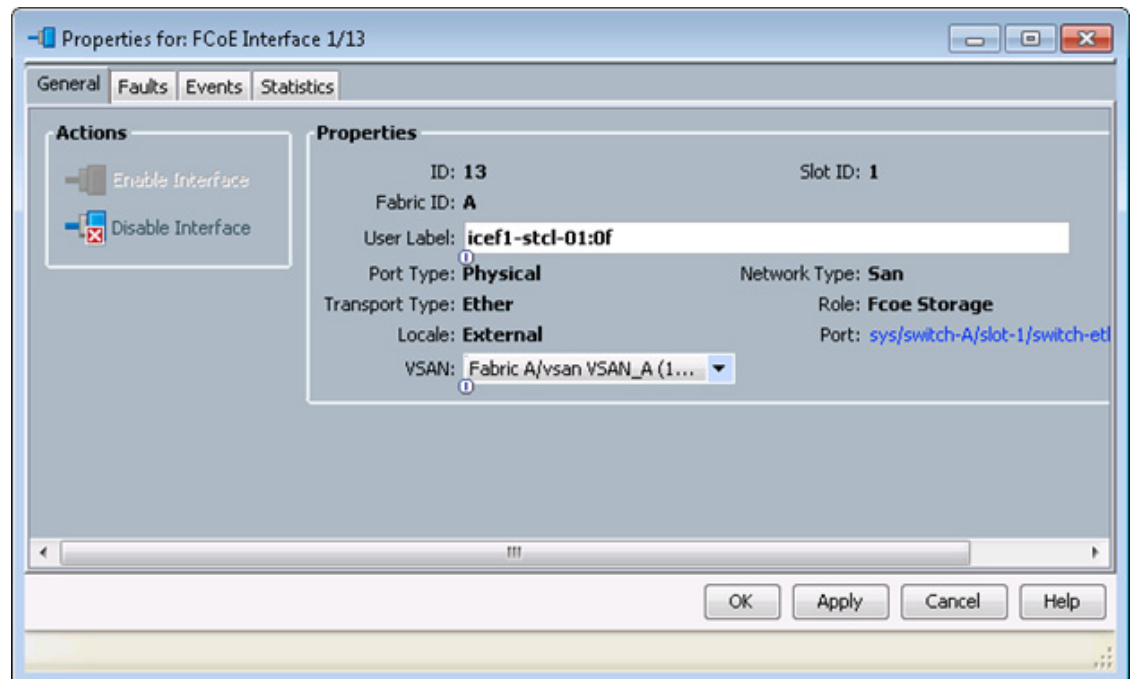 Properties for: FCoE Interface 1/13
General Faults Events Statistics
Actions
Enable Interface
Disable Interface
Properties
ID: 13 Slot ID: 1
Fabric ID: A
User Label: icef1-stcl-01:0f
Port Type: Physical Network Type: San
Transport Type: Ether Role: Fcoe Storage
Locale: External Port: sys/switch-A/slot-1/switch-etl
VSAN: Fabric A/vsan VSAN_A (1...
OK Apply Cancel Help